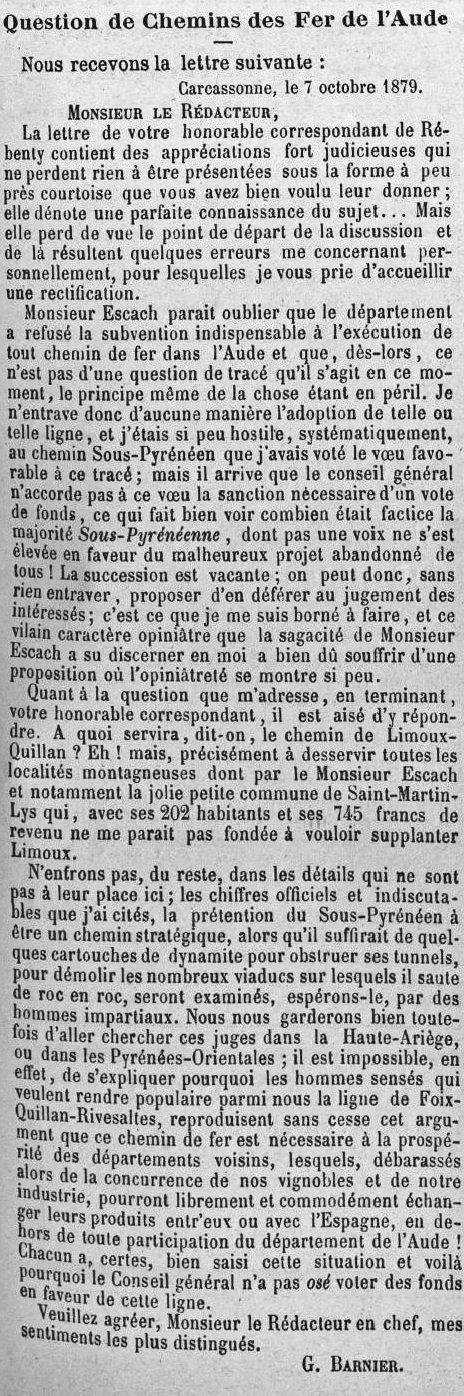 Question de Chemins des Fer de l'Aude
Nous recevons la lettre suivante :
Carcassonne, le 7 octobre 1879.
MONSIEUR LE RÉDACTEUR,
La lettre de votre honorable correspondant de Ré-
benty contient des appréciations fort judicieuses qui
ne perdent rien à être présentées sous la forme à peu
près courtoise que vous avez bien voulu leur donner ;
elle dénote une parfaite connaissance du sujet... Mais
elle perd de vue le point de départ de la discussion et
de là résultent quelques erreurs me concernant per-
sonnellement, pour lesquelles je vous prie d'accueillir
une rectification.
Monsieur Escach parait oublier que le département
a refusé la subvention indispensable à l'exécution de
tout chemin de fer dans l'Aude et que, dès-lors, ce
n'est pas d'une question de tracé qu'il s'agit en ce mo-
ment, le principe même de la chose étant en péril. Je
n'entrave donc d'aucune manière l'adoption de telle ou
telle ligne, et j'étais si peu hostile, systématiquement,
au chemin Sous-Pyrénéen que j'avais voté le vœu favo-
rable à ce tracé ; mais il arrive que le conseil général
n'accorde pas à ce vœu la sanction nécessaire d'un vote
de fonds, ce qui fait bien voir combien était factice la
majorité Sous-Pyrénéenne, dont pas une voix ne s'est
élevée en faveur du malheureux projet abandonné de
tous ! La succession est vacante ; on peut donc, sans
rien entraver, proposer d'en déférer au jugement des
intéressés ; c'est ce que je me suis borné à faire, et ce
vilain caractère opiniâtre que la sagacité de Monsieur
Escach a su discerner en moi a bien dû souffrir d'une
proposition où l'opiniâtreté se montre si peu.
Quant à la question que m'adresse, en terminant,
votre honorable correspondant, il est aisé d'y répon-
dre. A quoi servira, dit-on, le chemin de Limoux-
Quillan ? Eh ! mais, précisément à desservir toutes les
localités montagneuses dont par le Monsieur Escach
et notamment la jolie petite commune de Saint-Martin-
Lys qui, avec ses 202 habitants et ses 745 francs de
revenu ne me parait pas fondée à vouloir supplanter
Limoux.
N'entrons pas, du reste, dans les détails qui ne sont
pas à leur place ici ; les chiffres officiels et indiscuta-
bles que j'ai cités, la prétention du Sous-Pyrénéen à
être un chemin stratégique, alors qu'il suffirait de quel-
ques cartouches de dynamite pour obstruer ses tunnels,
pour démolir les nombreux viaducs sur lesquels il saute
de roc en roc, seront examinés, espérons-le, par des
hommes impartiaux. Nous nous garderons bien toute-
fois d'aller chercher ces juges dans la Haute-Ariège,
ou dans les Pyrénées-Orientales ; il est impossible, en
effet, de s'expliquer pourquoi les hommes sensés qui
veulent rendre populaire parmi nous la ligne de Foix-
Quillan-Rivesaltes, reproduisent sans cesse cet argu-
ment que ce chemin de fer est nécessaire à la prospé-
rité des départements voisins, lesquels, débarassés
alors de la concurrence de nos vignobles et de notre
industrie, pourront librement et commodément échan-
ger leurs produits entr'eux ou avec l'Espagne, en de-
hors de toute participation du département de l'Aude !
Chacun a, certes, bien saisi cette situation et voilà
pourquoi le Conseil général n'a pas osé voter des fonds
en faveur de cette ligne.
Veuillez agréer, Monsieur le Rédacteur en chef, mes
sentiments les plus distingués.
G. BARNIER.